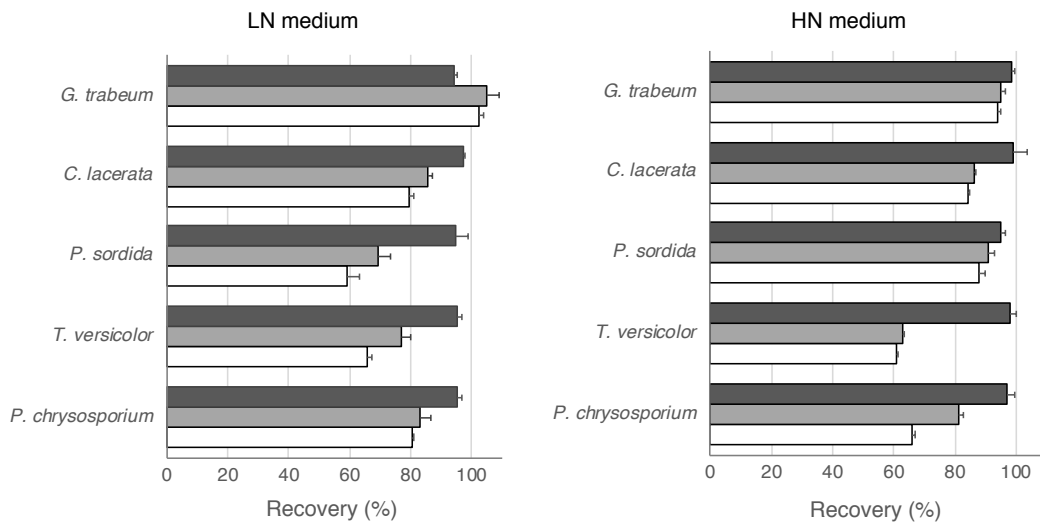 LN medium
G. trabeum
C. lacerata
P. sordida
T. versicolor
P. chrysosporium
0 20 40 60 80 100
Recovery (%)
HN medium
G. trabeum
C. lacerata
P. sordida
T. versicolor
P. chrysosporium
0 20 40 60 80 100
Recovery (%)